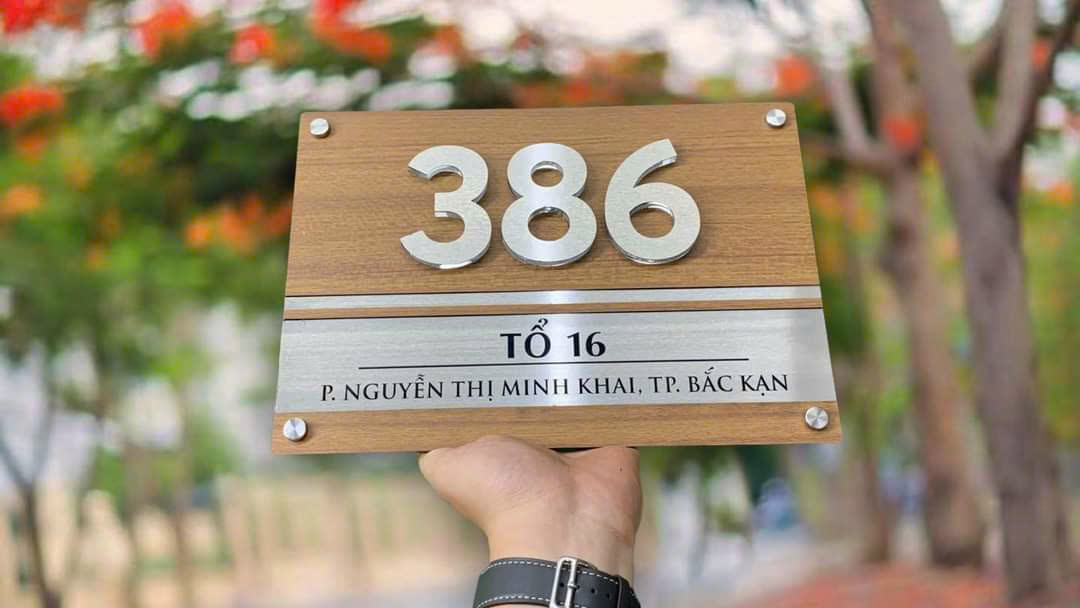 386
TỔ 16
P. NGUYỄN THỊ MINH KHAI, TP. BẮC KẠN